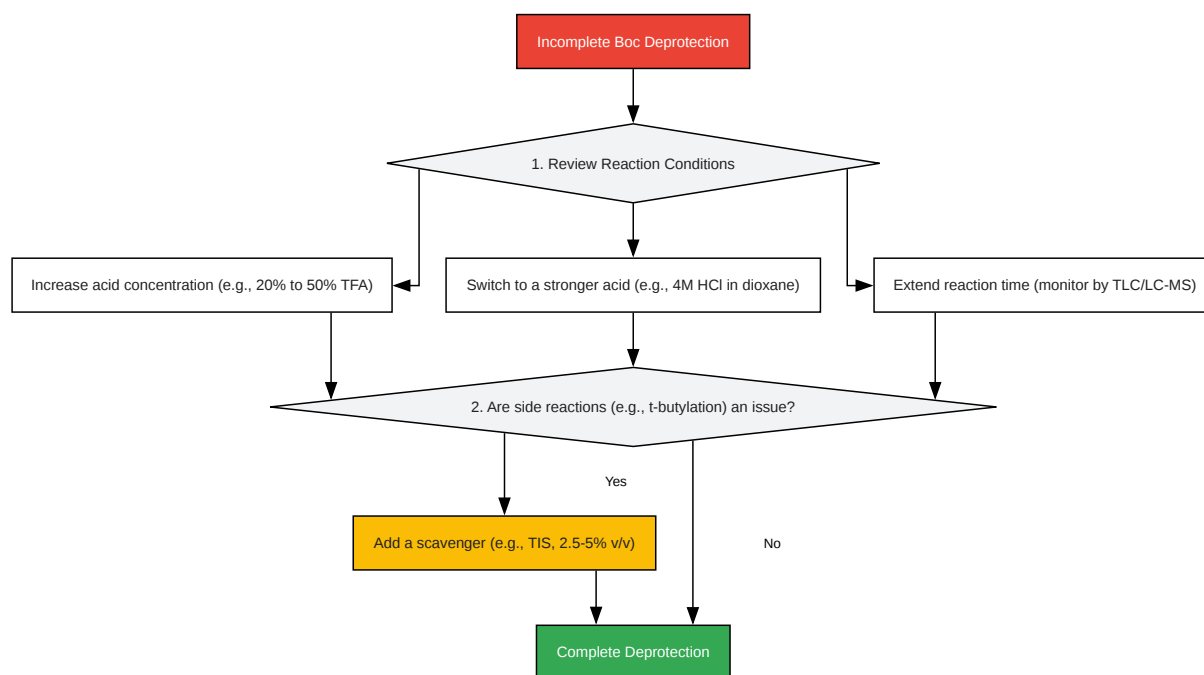 Incomplete Boc Deprotection
1. Review Reaction Conditions
Increase acid concentration (e.g., 20% to 50% TFA)
Switch to a stronger acid (e.g., 4M HCl in dioxane)
Extend reaction time (monitor by TLC/LC-MS)
2. Are side reactions (e.g., t-butylation) an issue?
Yes
Add a scavenger (e.g., TIS, 2.5-5% v/v)
No
Complete Deprotection